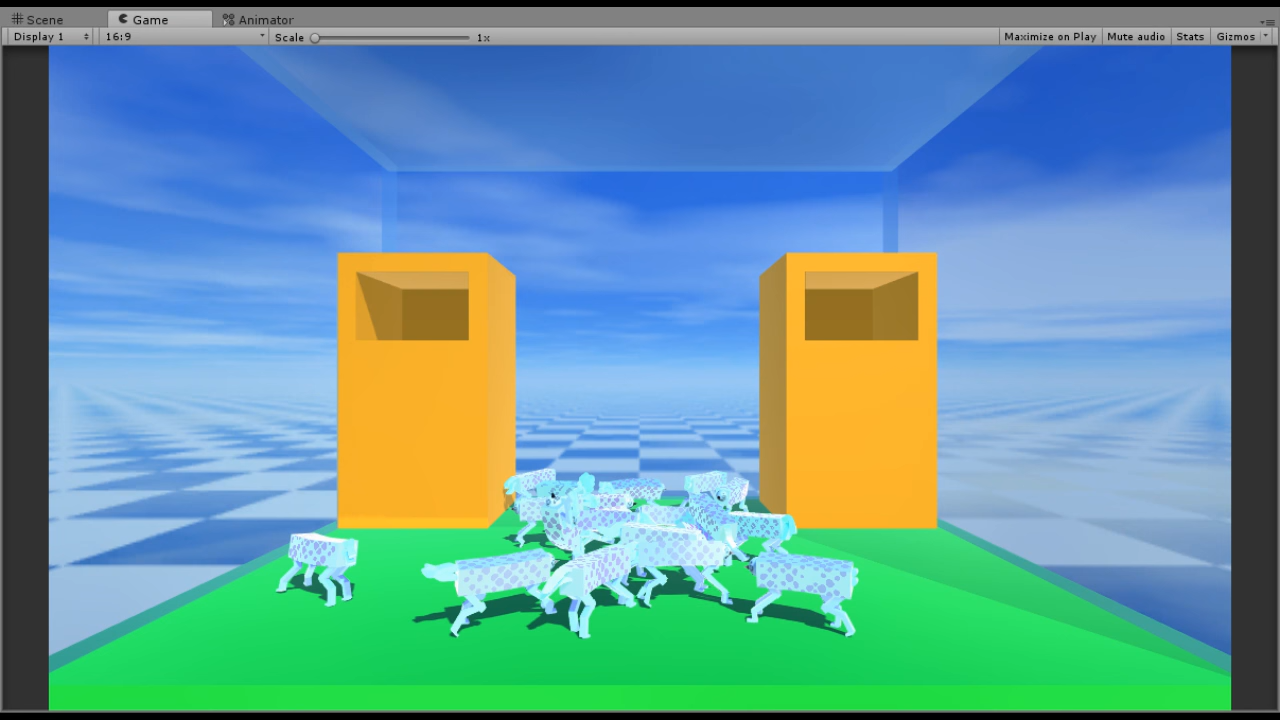 Scene Game Animator
Display 1 16:9 Scale 1x Maximize on Play Mute audio Stats Gizmos